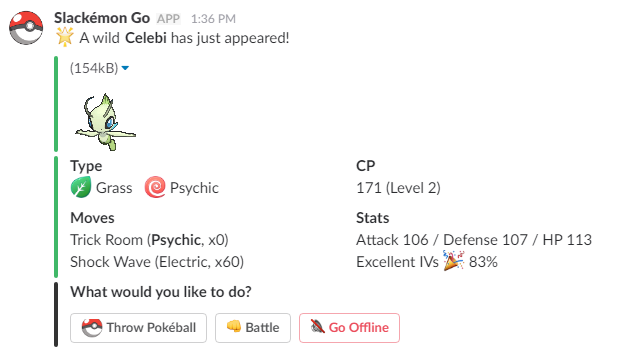 Slackémon Go APP 1:36 PM
A wild Celebi has just appeared!
(154kB)
Type
Grass Psychic
CP
171 (Level 2)
Moves
Trick Room (Psychic, x0)
Shock Wave (Electric, x60)
Stats
Attack 106 / Defense 107 / HP 113
Excellent IVs 83%
What would you like to do?
Throw Pokéball Battle Go Offline